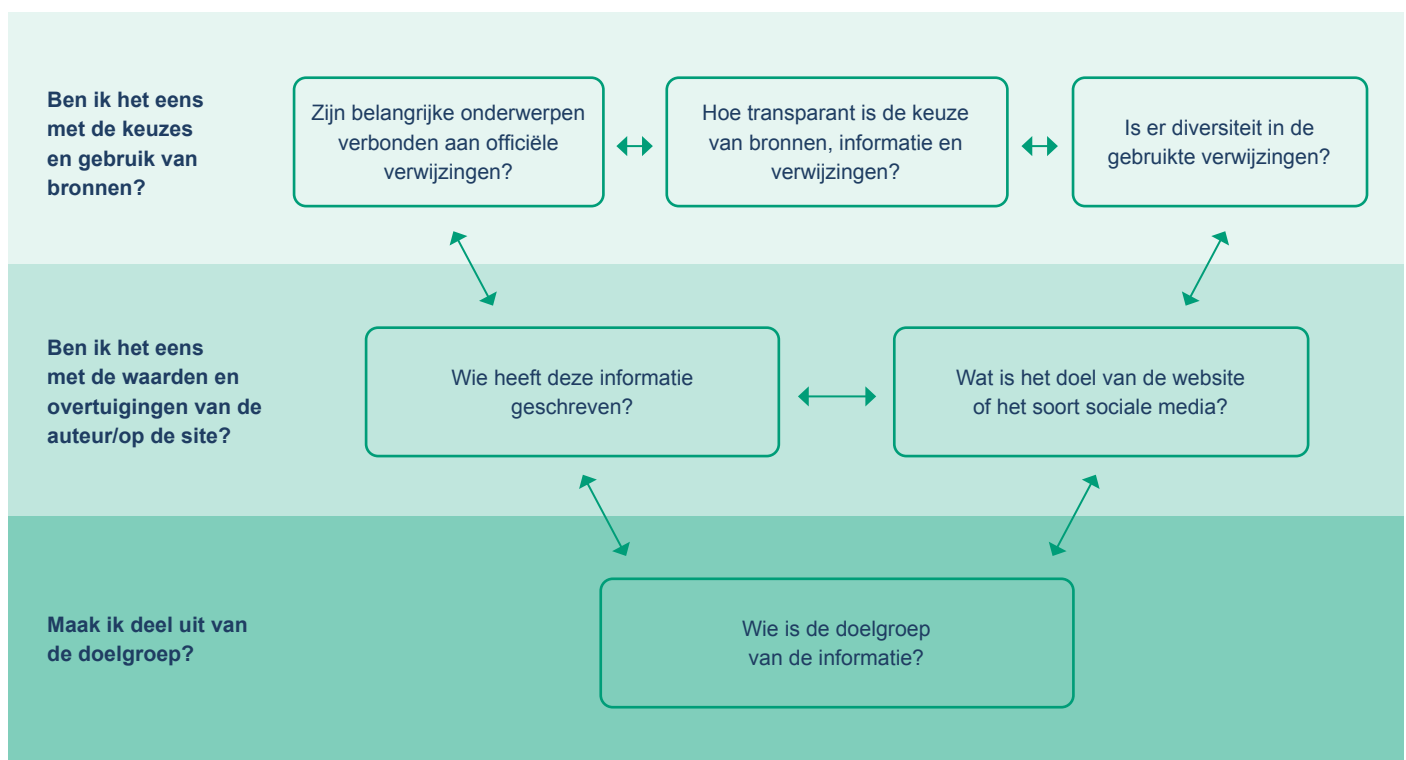 Ben ik het eens
met de keuzes
en gebruik van
bronnen?
Zijn belangrijke onderwerpen
verbonden aan officiële
verwijzingen?
Hoe transparant is de keuze
van bronnen, informatie en
verwijzingen?
Is er diversiteit in de
gebruikte verwijzingen?
Ben ik het eens
met de waarden en
overtuigingen van de
auteur/op de site?
Wie heeft deze informatie
geschreven?
Wat is het doel van de website
of het soort sociale media?
Maak ik deel uit van
de doelgroep?
Wie is de doelgroep
van de informatie?